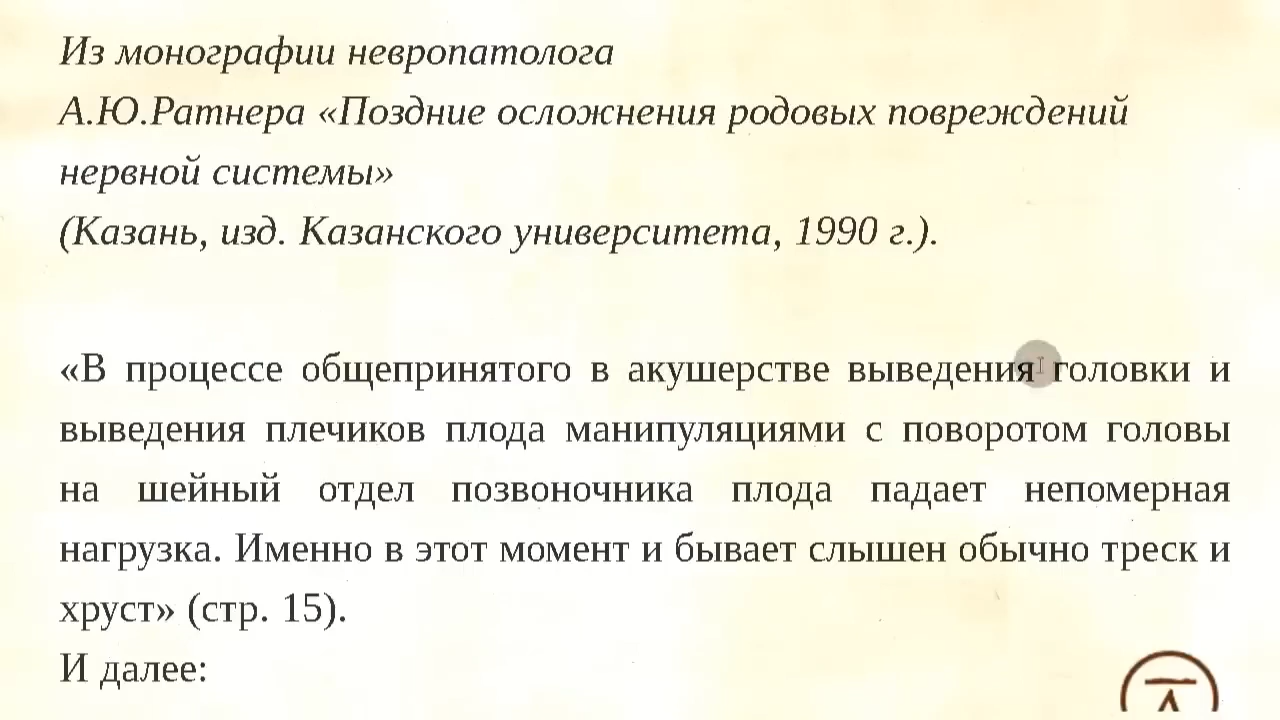 Из монографии невропатолога
А.Ю.Ратнера «Поздние осложнения родовых повреждений
нервной системы»
(Казань, изд. Казанского университета, 1990 г.).
«В процессе общепринятого в акушерстве выведения головки и
выведения плечиков плода манипуляциями с поворотом головы
на шейный отдел позвоночника плода падает непомерная
нагрузка. Именно в этот момент и бывает слышен обычно треск и
хруст» (стр. 15).
И далее: